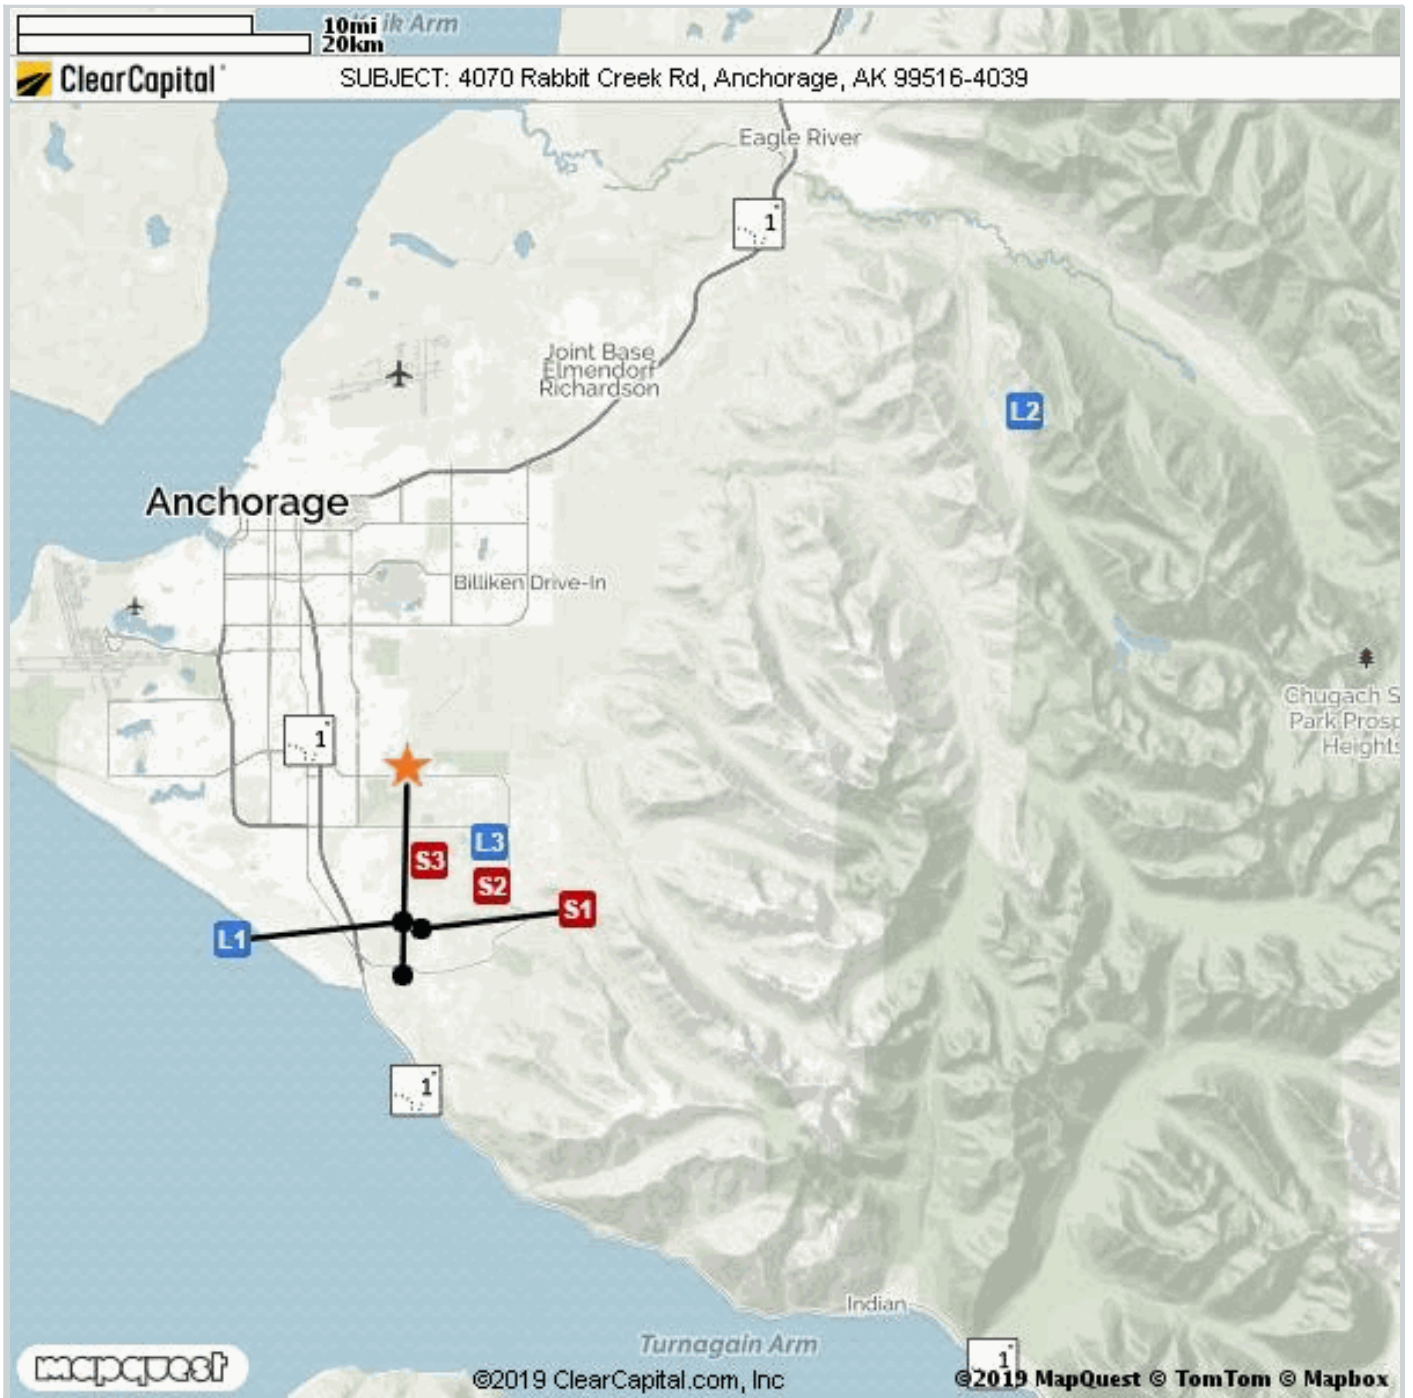 10mi
20km
ik Arm
ClearCapital
SUBJECT: 4070 Rabbit Creek Rd, Anchorage, AK 99516-4039
Eagle River
1
Joint Base
Elmendorf
Richardson
L2
Anchorage
Billiken Drive-In
Chugach S
Park Prosp
Heights
1
L3
S3
S2
S1
L1
1
Indian
Turnagain Arm
1
mapquest
©2019 ClearCapital.com, Inc
©2019 MapQuest © TomTom © Mapbox